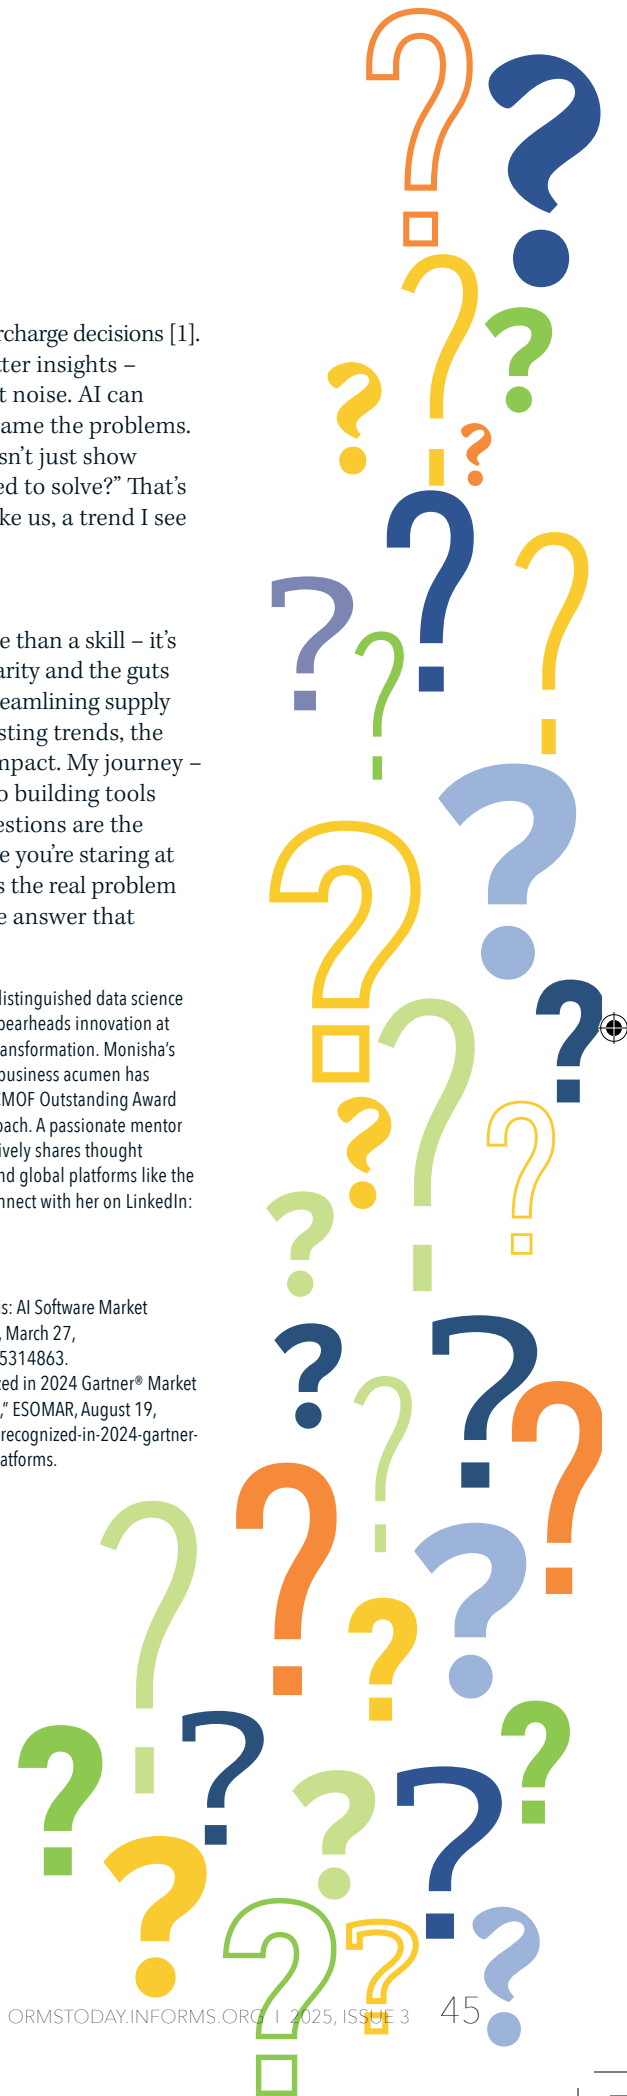 rcharge decisions [1].
tter insights –
t noise. AI can
ame the problems.
sn’t just show
ed to solve?” That’s
ke us, a trend I see
e than a skill – it’s
arity and the guts
reamlining supply
sting trends, the
mpact. My journey –
o building tools
estions are the
e you’re staring at
s the real problem
e answer that
distinguished data science
pearheads innovation at
ansformation. Monisha’s
business acumen has
CMOF Outstanding Award
oach. A passionate mentor
ively shares thought
nd global platforms like the
nnect with her on LinkedIn:
is: AI Software Market
, March 27,
5314863.
zed in 2024 Gartner® Market
,” ESOMAR, August 19,
recognized-in-2024-gartner-
atforms.
ORMSTODAY.INFORMS.ORG I 2025, ISSUE 3 45